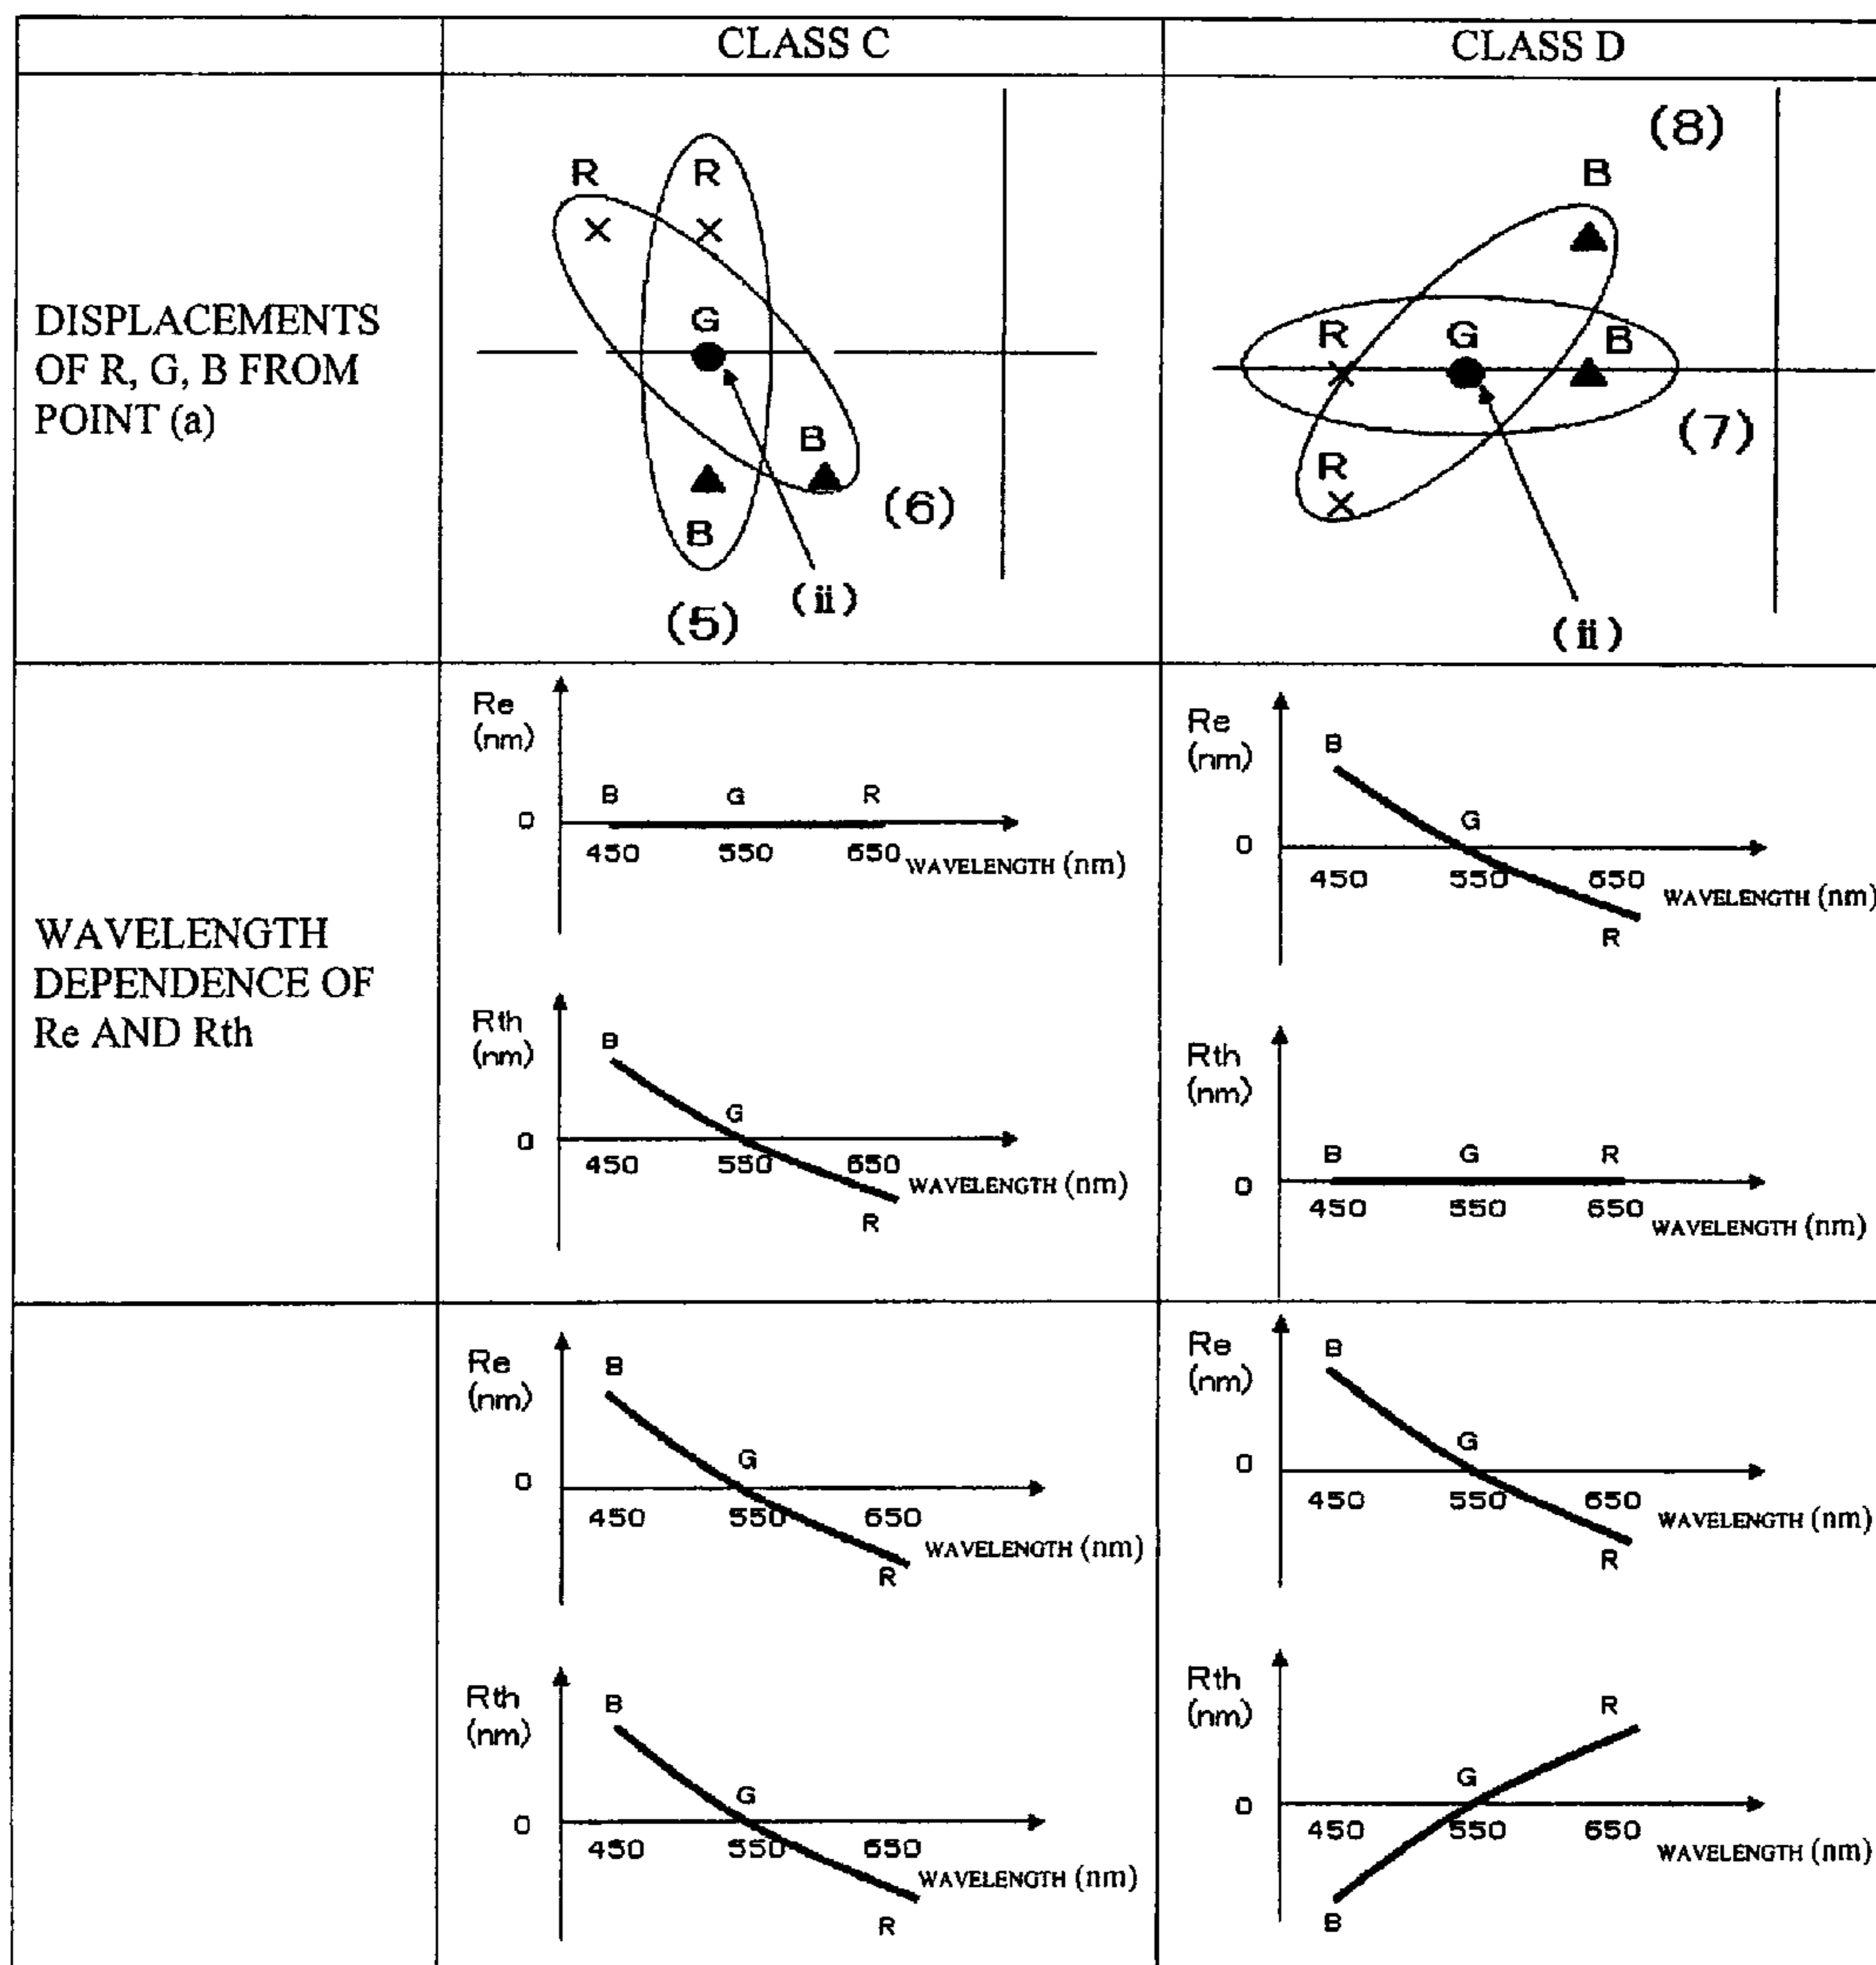 CLASS C
CLASS D
DISPLACEMENTS
OF R, G, B FROM
POINT (a)
R
R
G
B
B
(6)
(5)
(ii)
(8)
B
R
G
B
(7)
R
(ii)
WAVELENGTH
DEPENDENCE OF
Re AND Rth
Re
(nm)
B G R
0
450 550 650 WAVELENGTH (nm)
Rth
(nm)
B
G
0
450 550 650 WAVELENGTH (nm)
R
Re
(nm)
B
G
0
450 550 650 WAVELENGTH (nm)
R
Rth
(nm)
B G R
0
450 550 650 WAVELENGTH (nm)
Re
(nm)
B
G
0
450 550 650 WAVELENGTH (nm)
R
Rth
(nm)
B
G
0
450 550 650 WAVELENGTH (nm)
R
Re
(nm)
B
G
0
450 550 650 WAVELENGTH (nm)
R
Rth
(nm)
R
G
0
450 550 650 WAVELENGTH (nm)
B